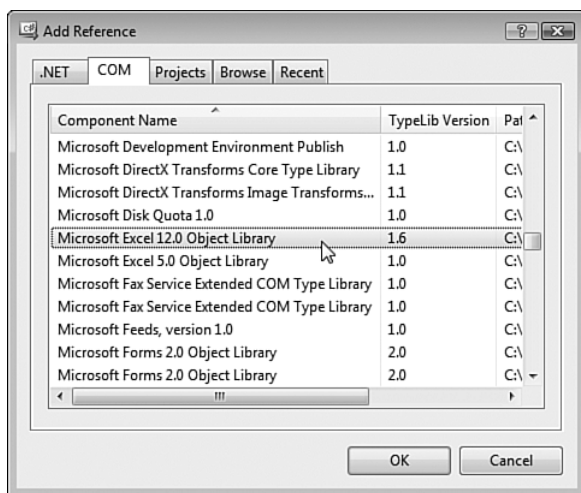 Add Reference
.NET COM Projects Browse Recent
Component Name TypeLib Version Pat
Microsoft Development Environment Publish 1.0 C:\
Microsoft DirectX Transforms Core Type Library 1.1 C:\
Microsoft DirectX Transforms Image Transforms... 1.1 C:\
Microsoft Disk Quota 1.0 1.0 C:\
Microsoft Excel 12.0 Object Library 1.6 C:\
Microsoft Excel 5.0 Object Library 1.0 C:\
Microsoft Fax Service Extended COM Type Library 1.0 C:\
Microsoft Fax Service Extended COM Type Library 1.0 C:\
Microsoft Feeds, version 1.0 1.0 C:\
Microsoft Forms 2.0 Object Library 2.0 C:\
Microsoft Forms 2.0 Object Library 2.0 C:\
OK Cancel